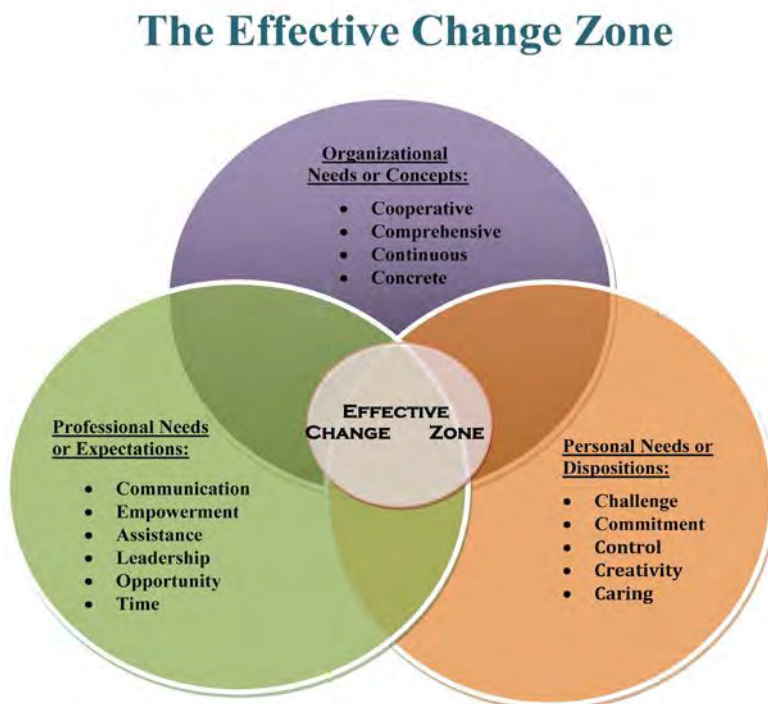 The Effective Change Zone
Organizational
Needs or Concepts:
• Cooperative
• Comprehensive
• Continuous
• Concrete
EFFECTIVE
CHANGE ZONE
Professional Needs
or Expectations:
• Communication
• Empowerment
• Assistance
• Leadership
• Opportunity
• Time
Personal Needs or
Dispositions:
• Challenge
• Commitment
• Control
• Creativity
• Caring